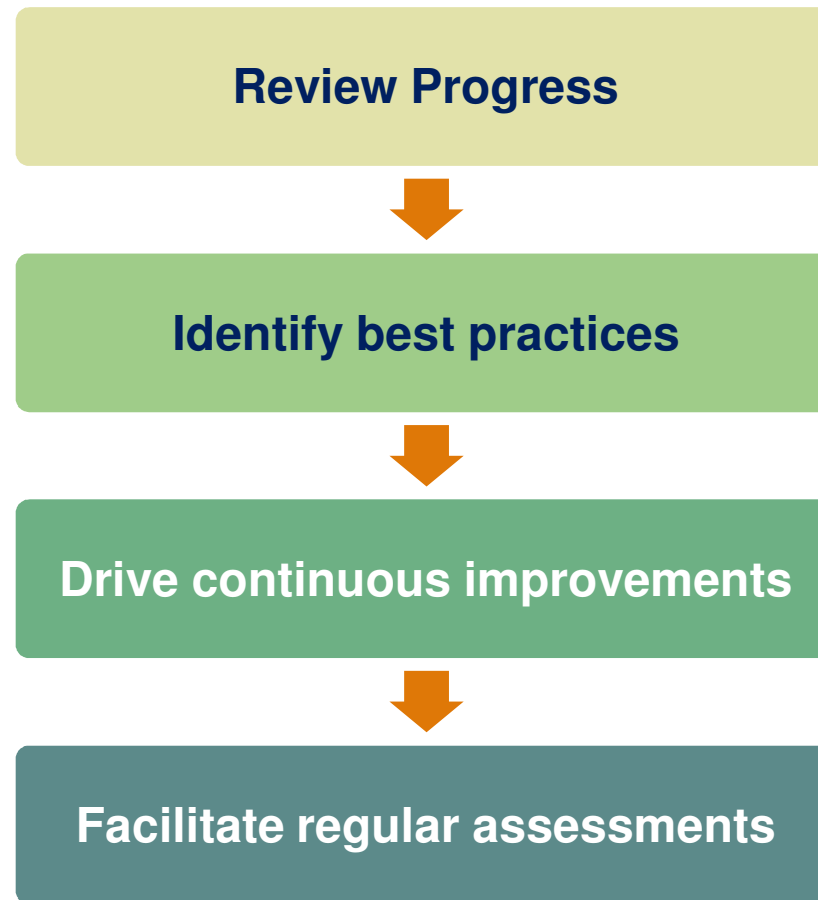 Review Progress
Identify best practices
Drive continuous improvements
Facilitate regular assessments